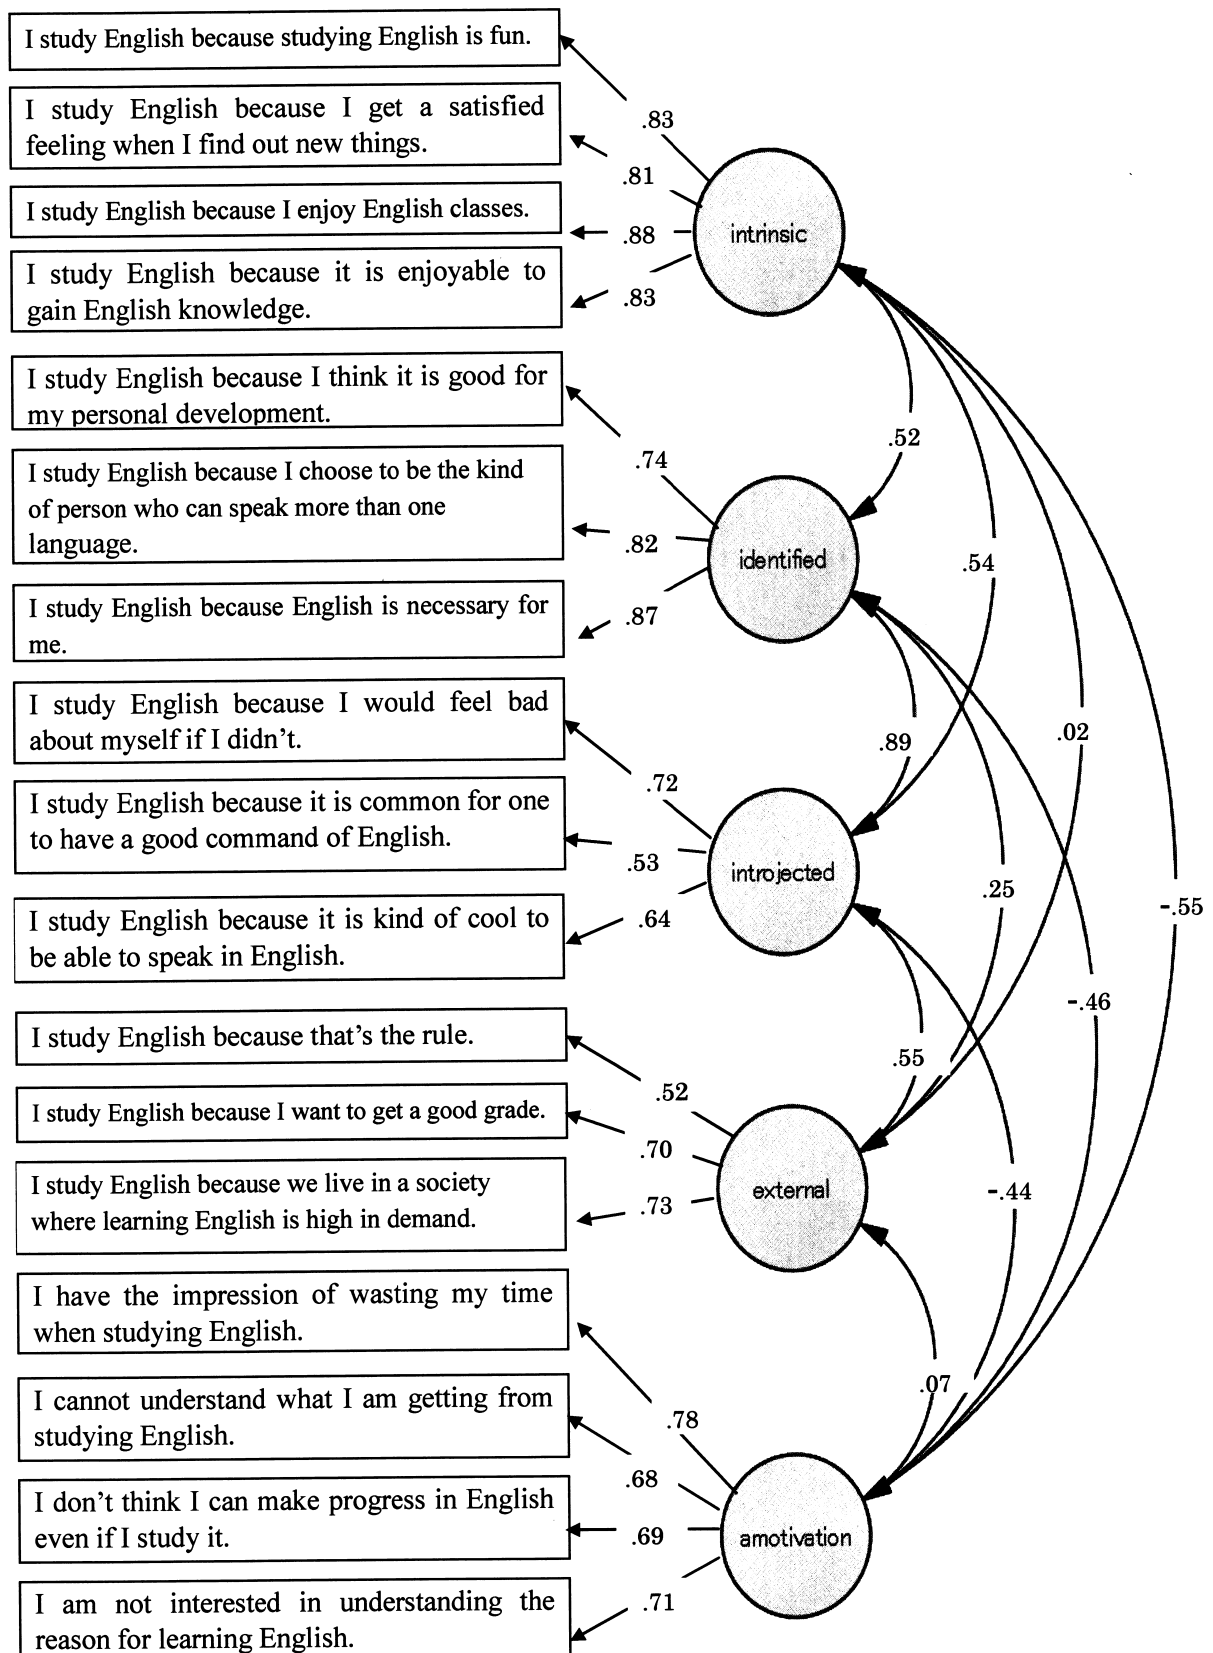 I study English because studying English is fun.
I study English because I get a satisfied
feeling when I find out new things.
I study English because I enjoy English classes.
I study English because it is enjoyable to
gain English knowledge.
.83
.81
.88
.83
intrinsic
I study English because I think it is good for
my personal development.
I study English because I choose to be the kind
of person who can speak more than one
language.
I study English because English is necessary for
me.
.74
.82
.87
identified
.52
.54
.02
-.55
I study English because I would feel bad
about myself if I didn’t.
I study English because it is common for one
to have a good command of English.
I study English because it is kind of cool to
be able to speak in English.
.72
.53
.64
introjected
.89
.25
-.46
I study English because that’s the rule.
I study English because I want to get a good grade.
I study English because we live in a society
where learning English is high in demand.
.52
.70
.73
external
.55
-.44
I have the impression of wasting my time
when studying English.
I cannot understand what I am getting from
studying English.
I don’t think I can make progress in English
even if I study it.
I am not interested in understanding the
reason for learning English.
.78
.68
.69
.71
amotivation
.07